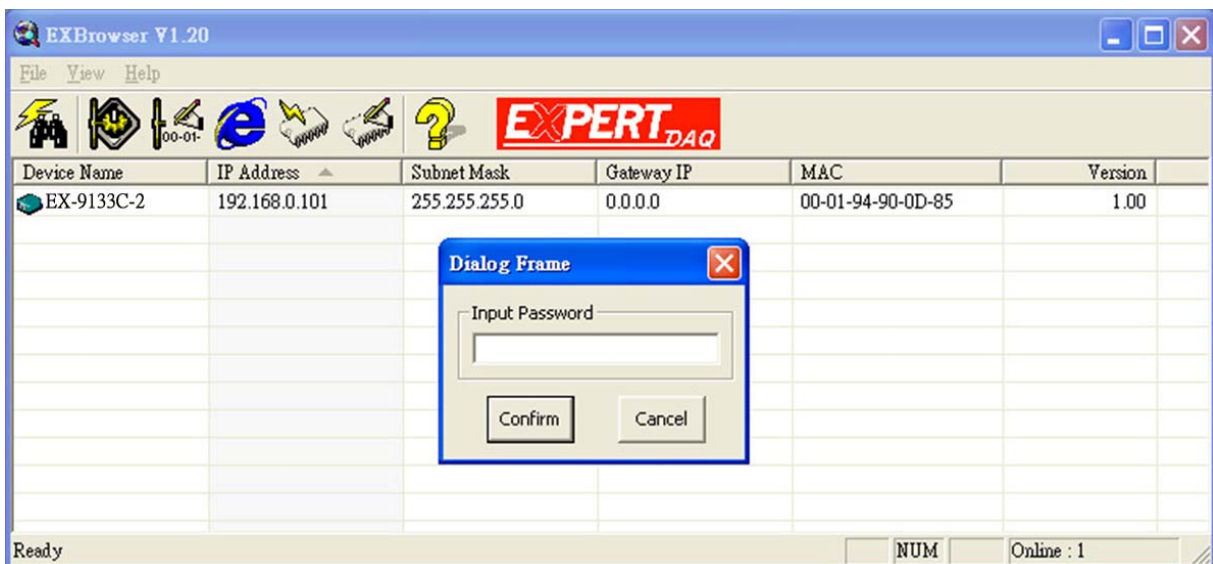 EXBrowser V1.20
File View Help
00-01-
EXPERT DAQ
Device Name IP Address Subnet Mask Gateway IP MAC Version
EX-9133C-2 192.168.0.101 255.255.255.0 0.0.0.0 00-01-94-90-0D-85 1.00
Dialog Frame
Input Password
Confirm Cancel
Ready NUM Online : 1